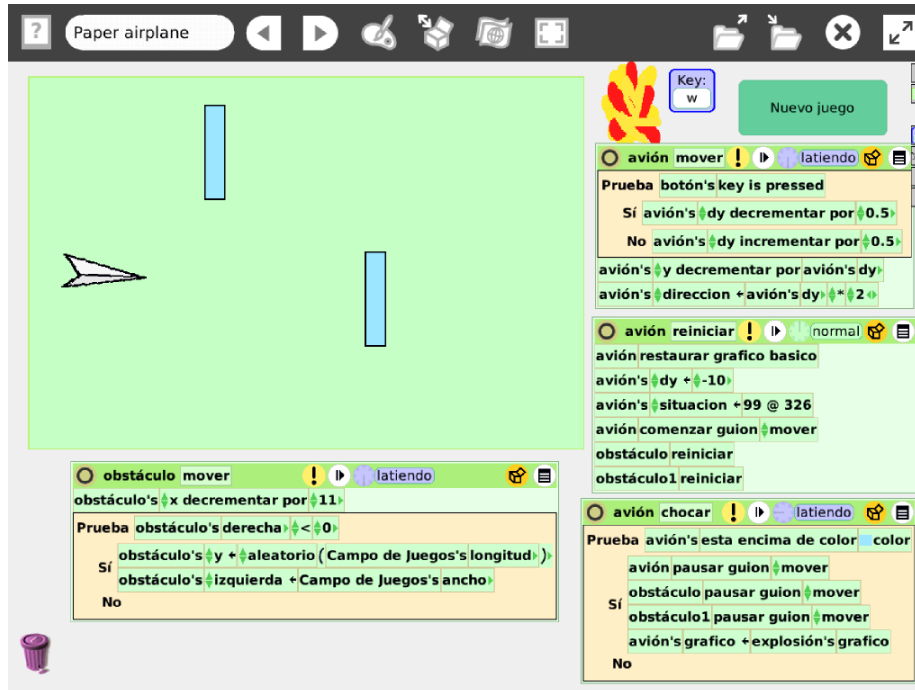 ?
Paper airplane
Key:
w
Nuevo juego
avión mover ! latiendo
Prueba botón's key is pressed
Sí avión's dy decrementar por 0.5
No avión's dy incrementar por 0.5
avión's y decrementar por avión's dy
avión's direccion ← avión's dy * 2
avión reiniciar ! normal
avión restaurar grafico basico
avión's dy ← -10
avión's situacion ← 99 @ 326
avión comenzar guion mover
obstáculo reiniciar
obstáculo1 reiniciar
obstáculo mover ! latiendo
obstáculo's x decrementar por 11
Prueba obstáculo's derecha < 0
Sí
obstáculo's y ← aleatorio ( Campo de Juegos's longitud )
obstáculo's izquierda ← Campo de Juegos's ancho
No
avión chocar ! latiendo
Prueba avión's esta encima de color color
Sí
avión pausar guion mover
obstáculo pausar guion mover
obstáculo1 pausar guion mover
avión's grafico ← explosión's grafico
No